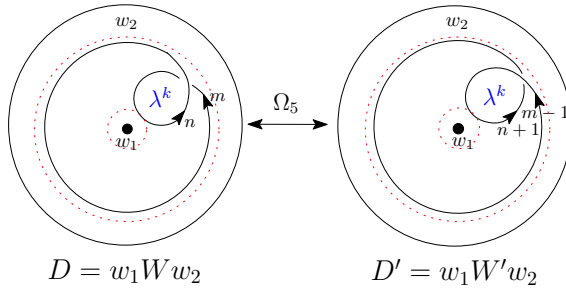 w₂ w₂
λᵏ m λᵏ
n Ω₅ n + 1 m − 1
w₁ w₁
D = w₁Ww₂ D′ = w₁W′w₂